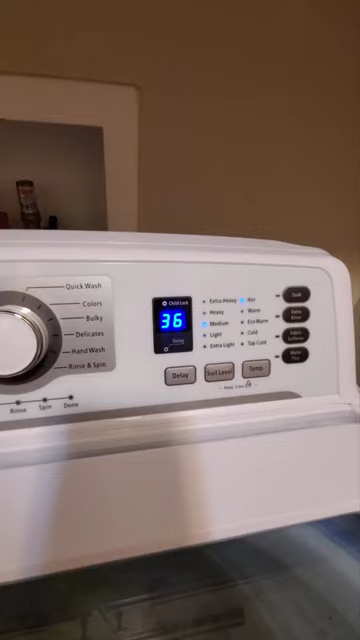 Quick Wash
Colors
Bulky
Delicates
Hand Wash
Rinse & Spin
Rinse
Spin
Done
Child Lock
36
Delay
Extra Heavy
Heavy
Medium
Light
Extra Light
Hot
Warm
Eco Warm
Cold
Tap Cold
Delay
Soil Level
Temp
Soak
Extra
Rinse
Fabric
Softener
Water
Plus